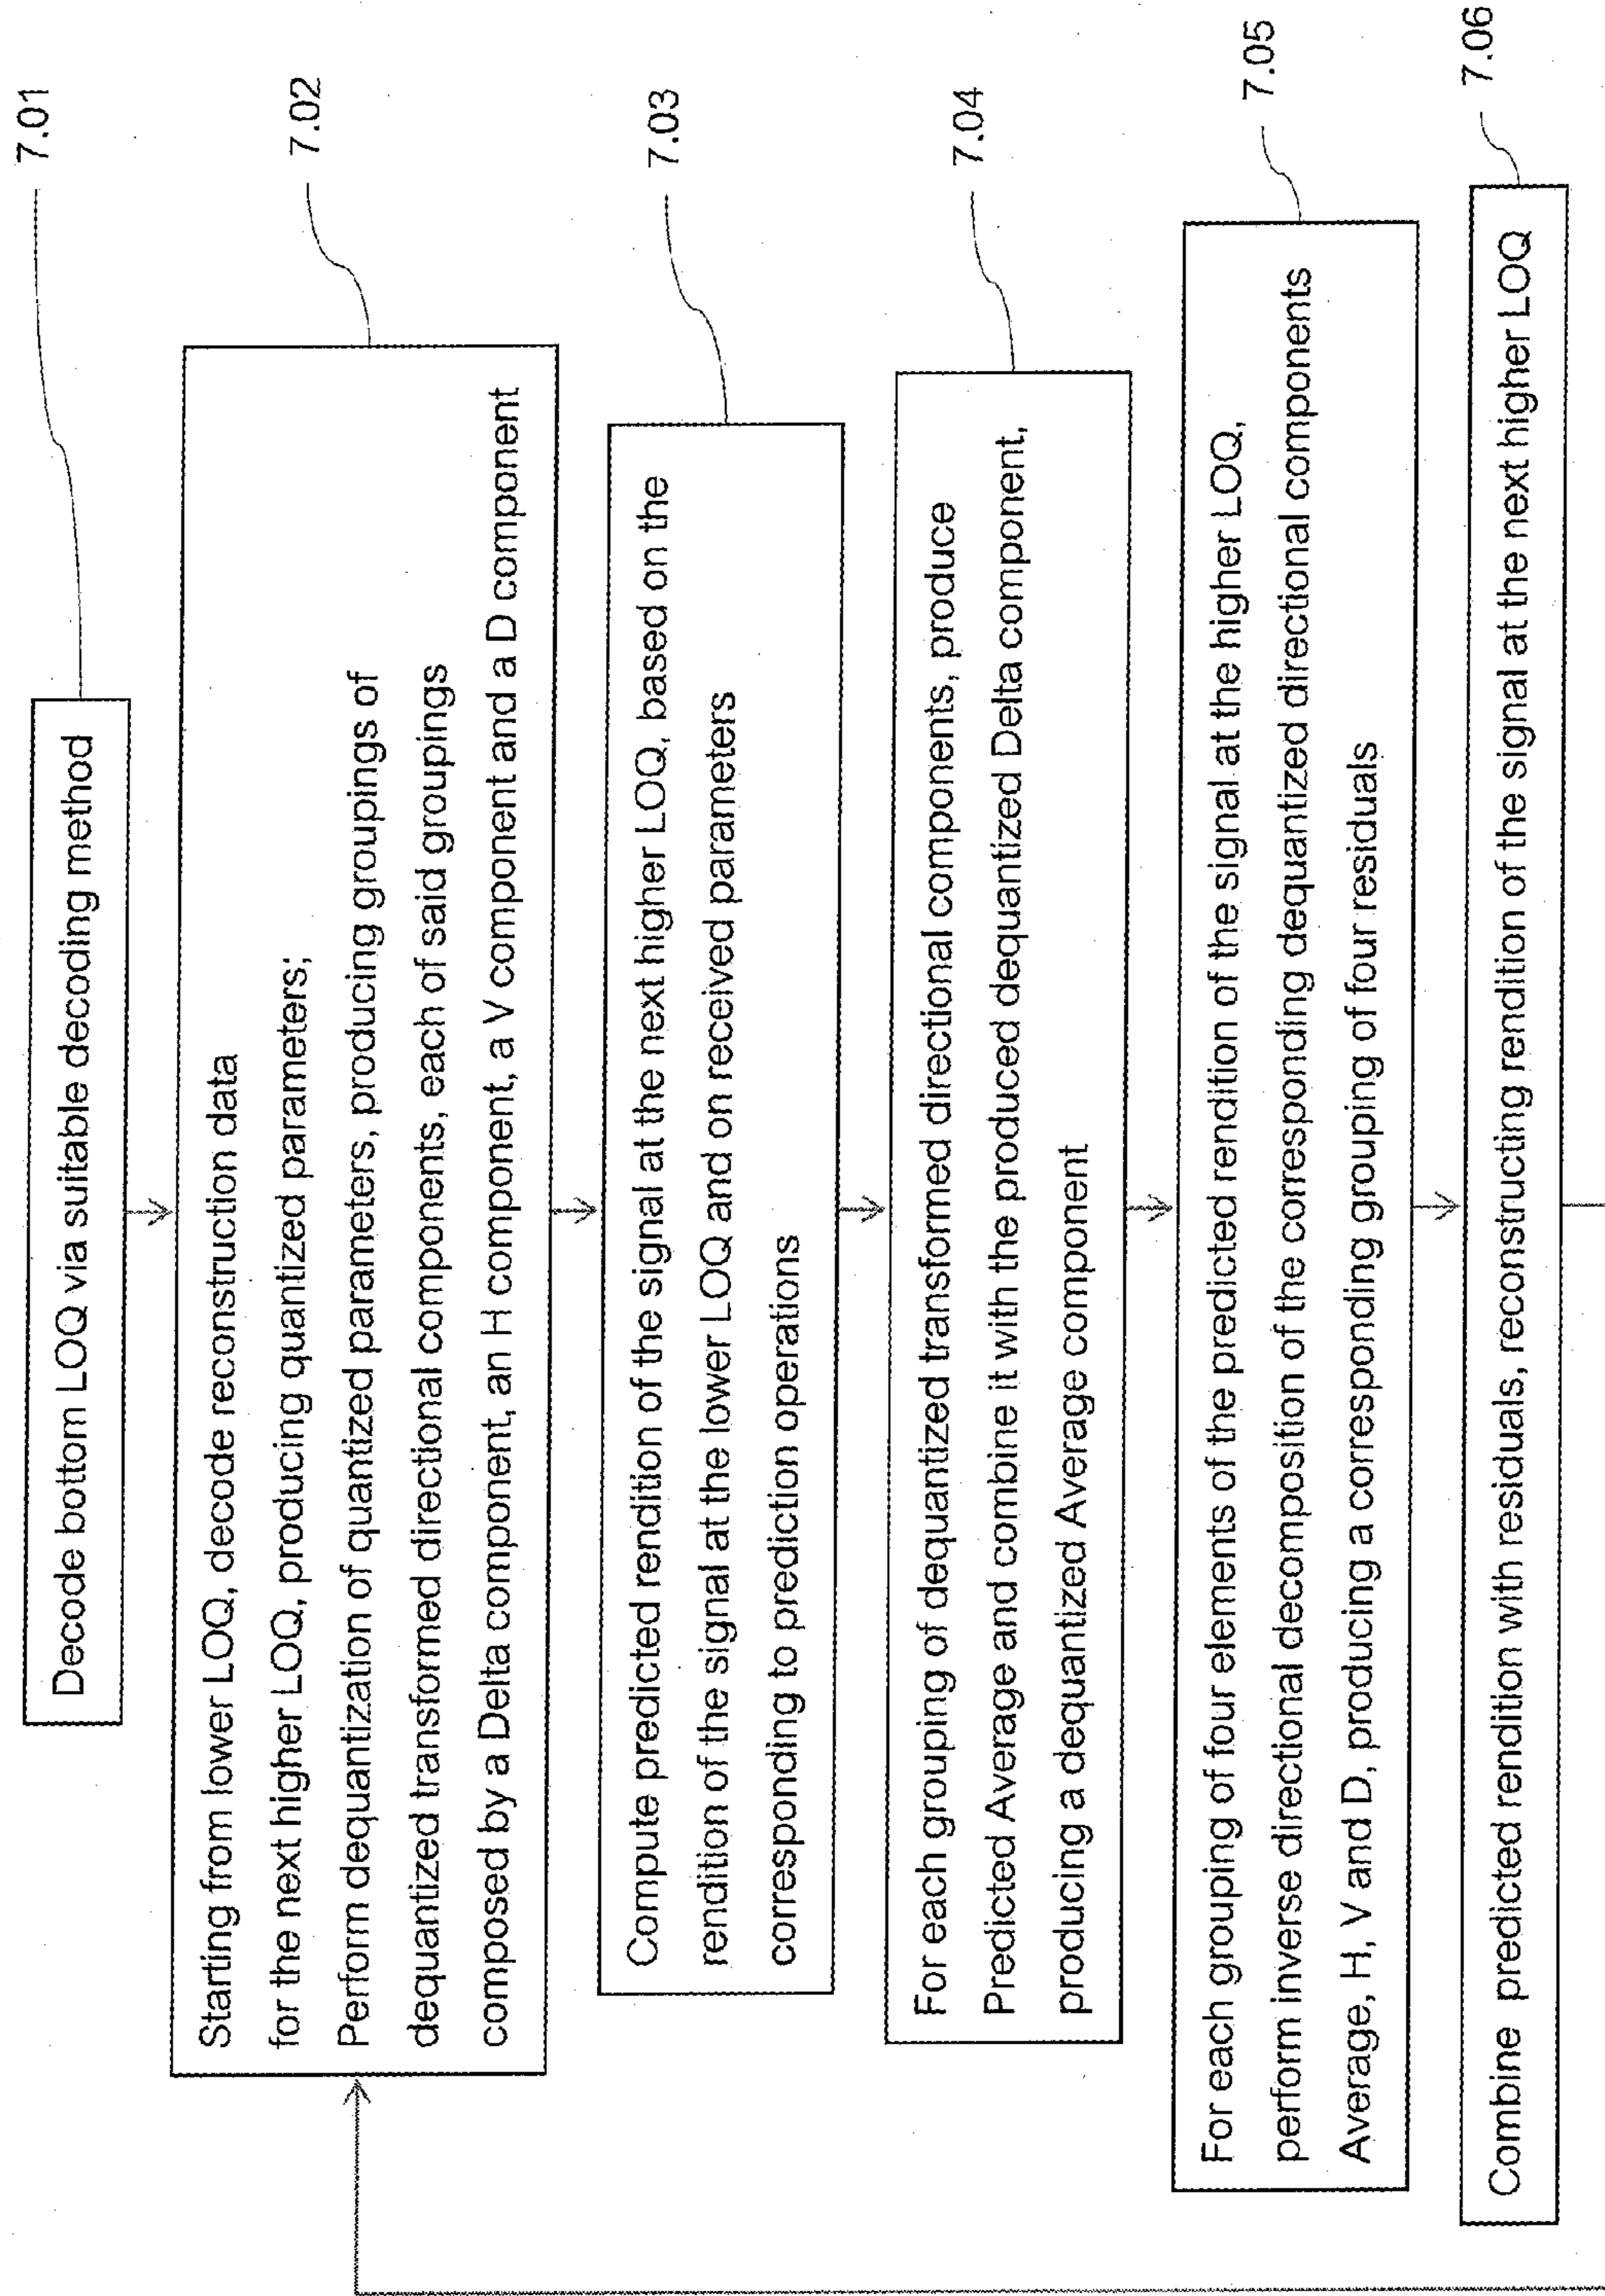 7.01
Decode bottom LOQ via suitable decoding method
7.02
Starting from lower LOQ, decode reconstruction data
for the next higher LOQ, producing quantized parameters;
Perform dequantization of quantized parameters, producing groupings of
dequantized transformed directional components, each of said groupings
composed by a Delta component, an H component, a V component and a D component
7.03
Compute predicted rendition of the signal at the next higher LOQ, based on the
rendition of the signal at the lower LOQ and on received parameters
corresponding to prediction operations
7.04
For each grouping of dequantized transformed directional components, produce
Predicted Average and combine it with the produced dequantized Delta component,
producing a dequantized Average component
7.05
For each grouping of four elements of the predicted rendition of the signal at the higher LOQ,
perform inverse directional decomposition of the corresponding dequantized directional components
Average, H, V and D, producing a corresponding grouping of four residuals
7.06
Combine predicted rendition with residuals, reconstructing rendition of the signal at the next higher LOQ